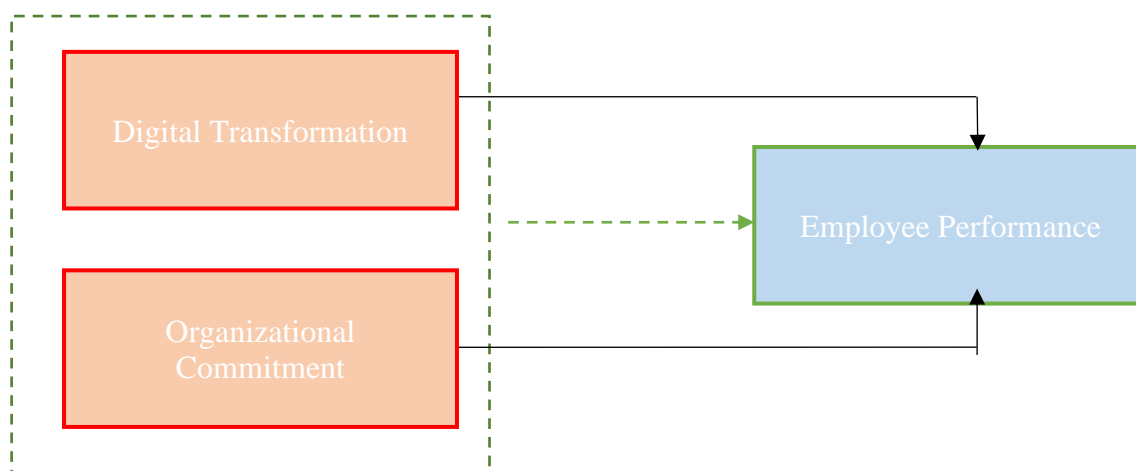 Digital Transformation
Employee Performance
Organizational
Commitment